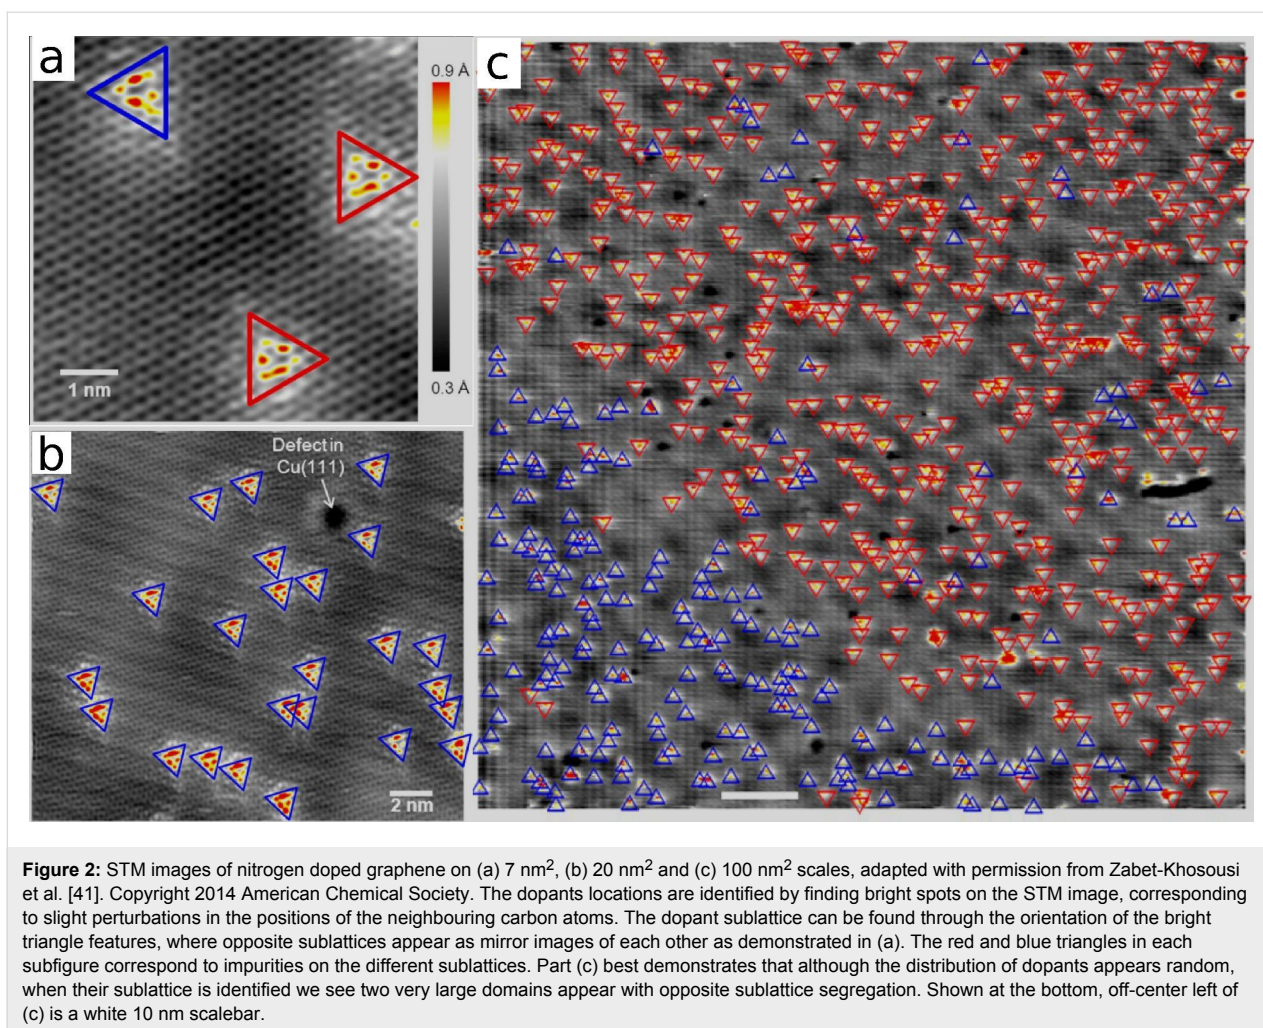 a
0.9 Å
0.3 Å
1 nm
b
Defect in
Cu(111)
2 nm
c
Figure 2: STM images of nitrogen doped graphene on (a) 7 nm², (b) 20 nm² and (c) 100 nm² scales, adapted with permission from Zabet-Khosousi
et al. [41]. Copyright 2014 American Chemical Society. The dopants locations are identified by finding bright spots on the STM image, corresponding
to slight perturbations in the positions of the neighbouring carbon atoms. The dopant sublattice can be found through the orientation of the bright
triangle features, where opposite sublattices appear as mirror images of each other as demonstrated in (a). The red and blue triangles in each
subfigure correspond to impurities on the different sublattices. Part (c) best demonstrates that although the distribution of dopants appears random,
when their sublattice is identified we see two very large domains appear with opposite sublattice segregation. Shown at the bottom, off-center left of
(c) is a white 10 nm scalebar.